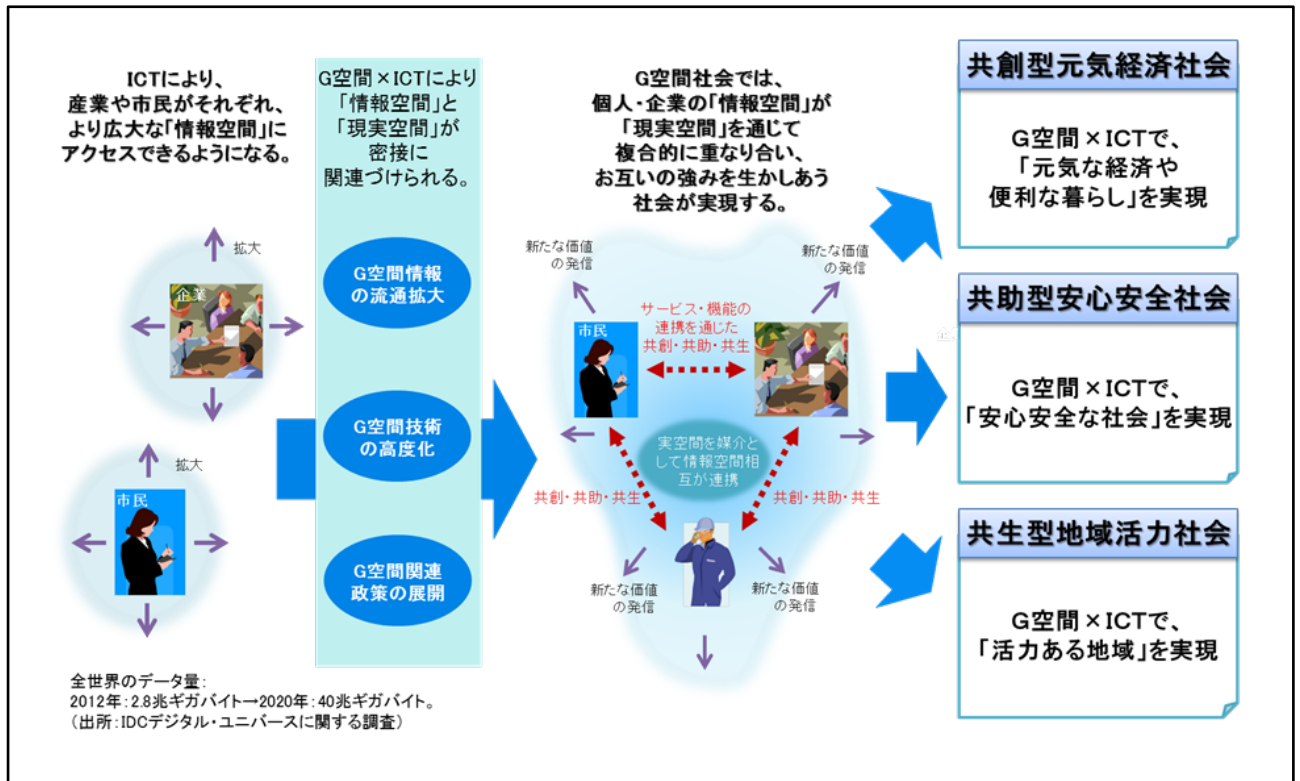 ICTにより、
産業や市民がそれぞれ、
より広大な「情報空間」に
アクセスできるようになる。
拡大
企業
拡大
市民
全世界のデータ量：
2012年：2.8兆ギガバイト→2020年：40兆ギガバイト。
（出所：IDCデジタル・ユニバースに関する調査）
G空間×ICTにより
「情報空間」と
「現実空間」が
密接に
関連づけられる。
G空間情報
の流通拡大
G空間技術
の高度化
G空間関連
政策の展開
G空間社会では、
個人・企業の「情報空間」が
「現実空間」を通じて
複合的に重なり合い、
お互いの強みを生かしあう
社会が実現する。
新たな価値
の発信
新たな価値
の発信
サービス・機能の
連携を通じた
共創・共助・共生
市民
実空間を媒介と
して情報空間相
互が連携
共創・共助・共生
共創・共助・共生
新たな価値
の発信
新たな価値
の発信
共創型元気経済社会
G空間×ICTで、
「元気な経済や
便利な暮らし」を実現
共助型安心安全社会
G空間×ICTで、
「安心安全な社会」を実現
共生型地域活力社会
G空間×ICTで、
「活力ある地域」を実現